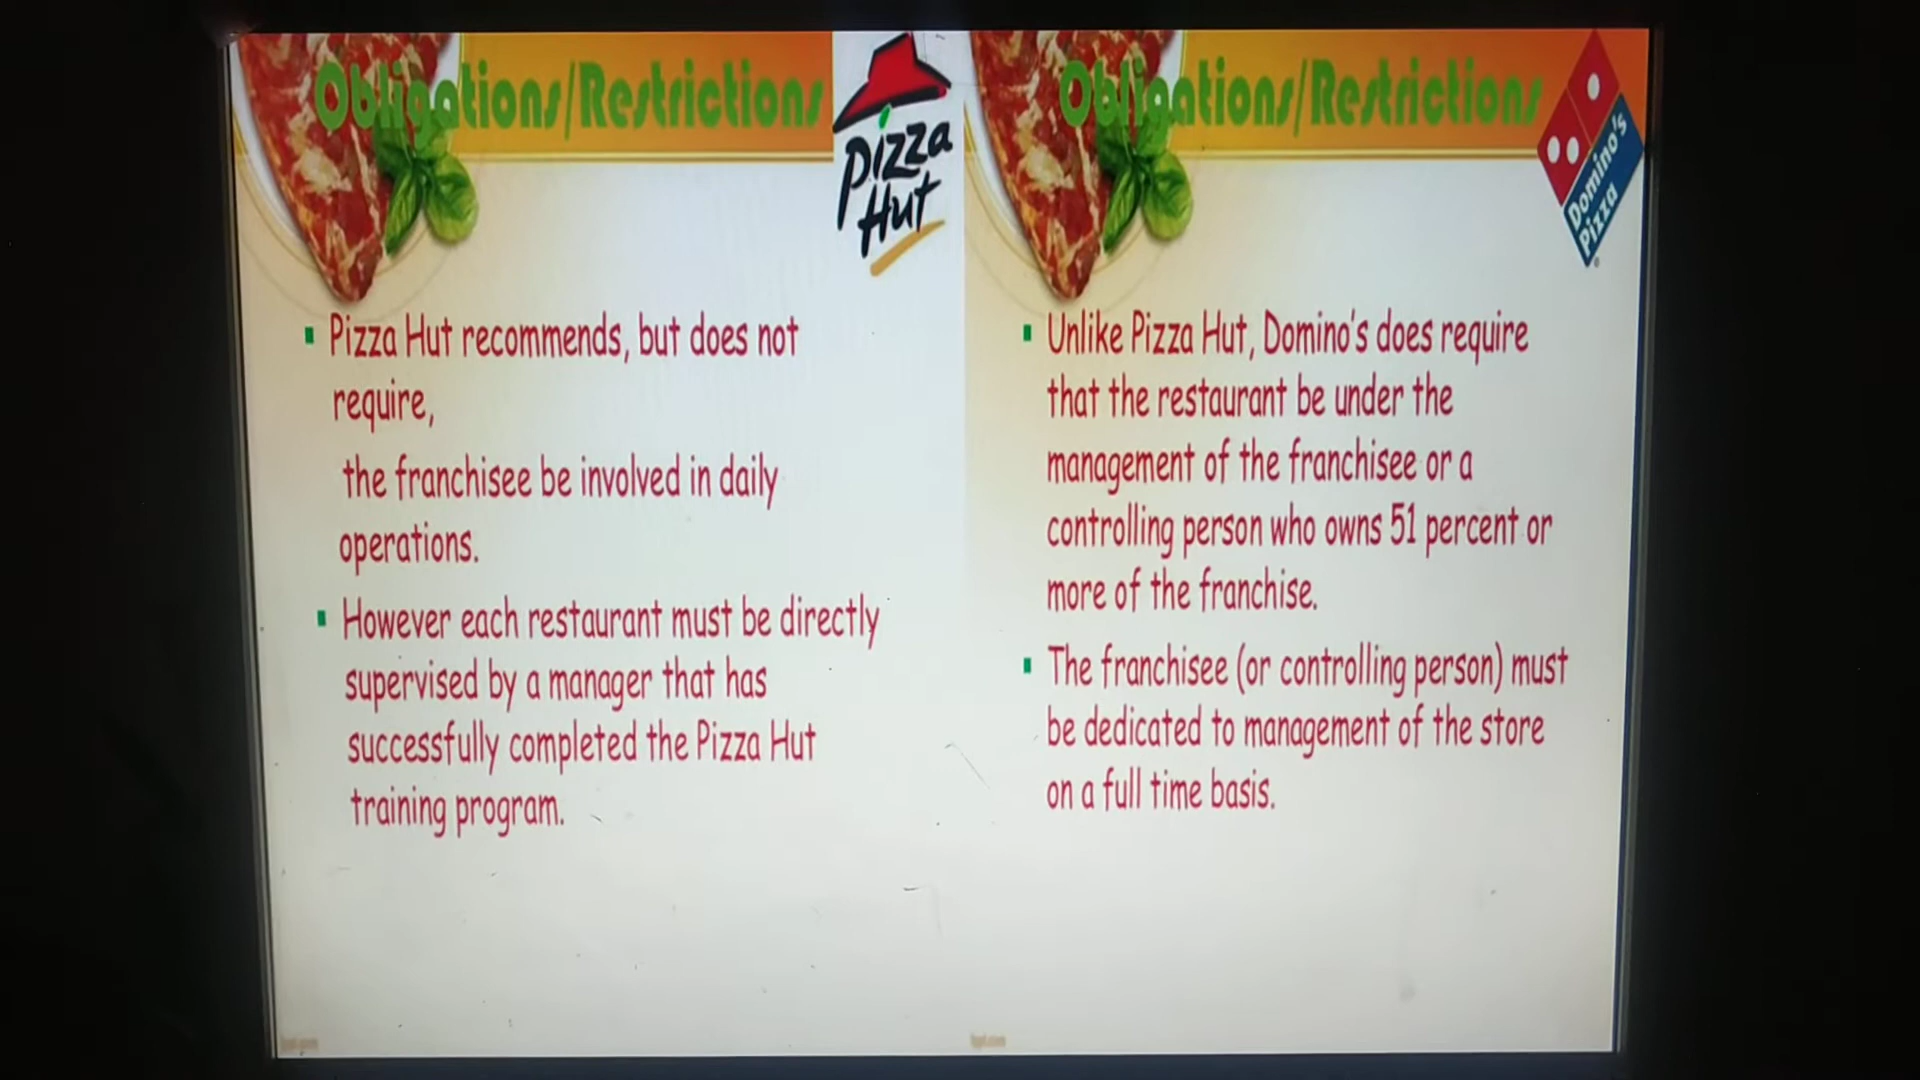 Obligations/Restrictions
Pizza
Hut
Pizza Hut recommends, but does not
require,
the franchisee be involved in daily
operations.
However each restaurant must be directly
supervised by a manager that has
successfully completed the Pizza Hut
training program.
Obligations/Restrictions
Domino's
Pizza
Unlike Pizza Hut, Domino's does require
that the restaurant be under the
management of the franchisee or a
controlling person who owns 51 percent or
more of the franchise.
The franchisee (or controlling person) must
be dedicated to management of the store
on a full time basis.